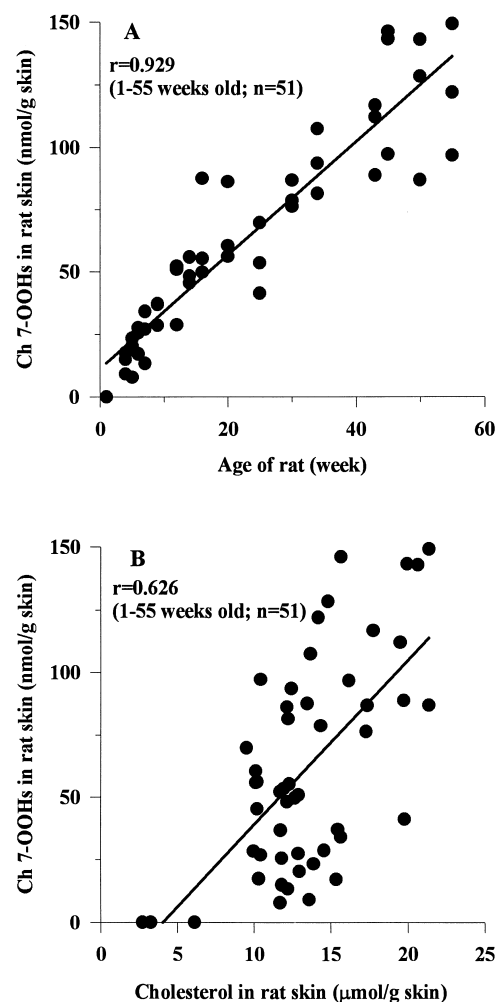 A
r=0.929
(1-55 weeks old; n=51)
Ch 7-OOHs in rat skin (nmol/g skin)
150
100
50
0
0 20 40 60
Age of rat (week)
B
r=0.626
(1-55 weeks old; n=51)
Ch 7-OOHs in rat skin (nmol/g skin)
150
100
50
0
0 5 10 15 20 25
Cholesterol in rat skin (μmol/g skin)